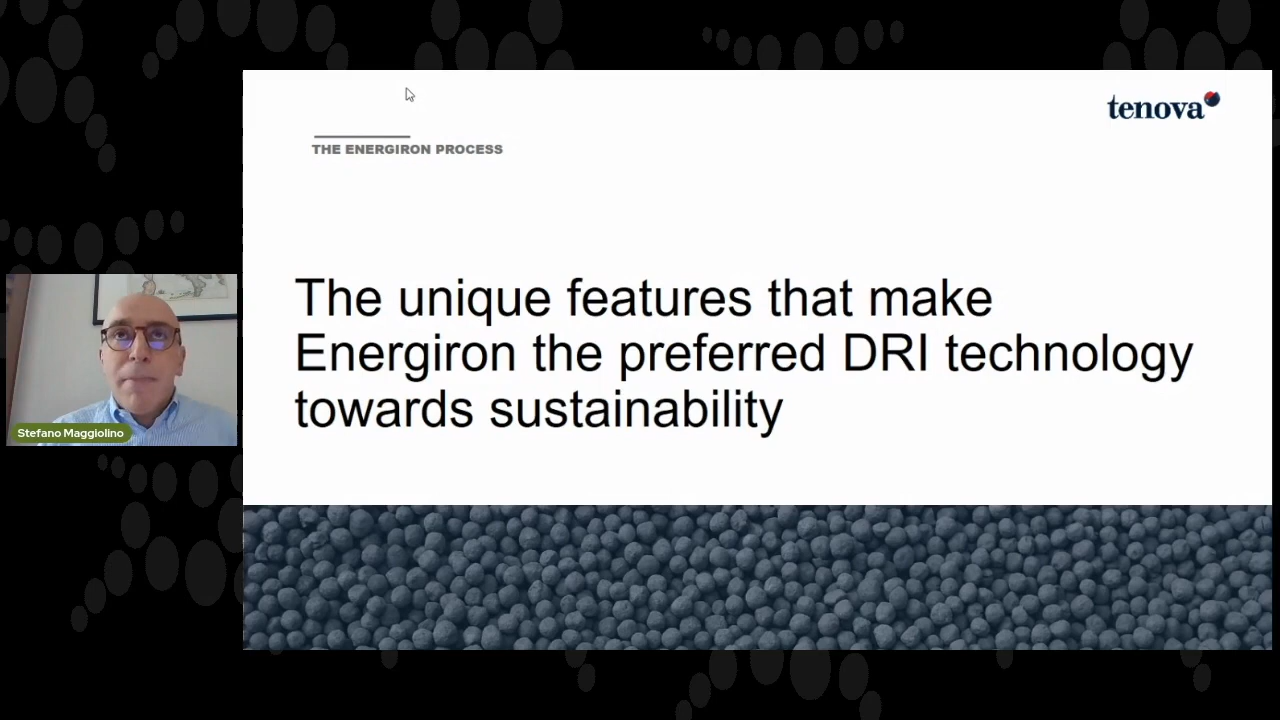 tenova
THE ENERGIRON PROCESS
The unique features that make
Energiron the preferred DRI technology
towards sustainability
Stefano Maggiolino